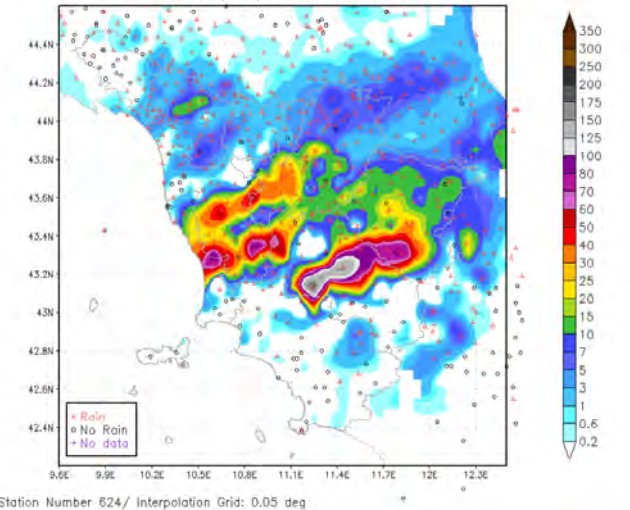 44.4N
44.2N
44N
43.8N
43.6N
43.4N
43.2N
43N
42.8N
42.6N
42.4N
Rain
No Rain
No data
9.6E 9.9E 10.2E 10.5E 10.8E 11.1E 11.4E 11.7E 12E 12.3E
350
300
250
200
175
150
125
100
80
70
60
50
40
30
25
20
15
10
7
5
3
1
0.6
0.2
Station Number 624/ Interpolation Grid: 0.05 deg